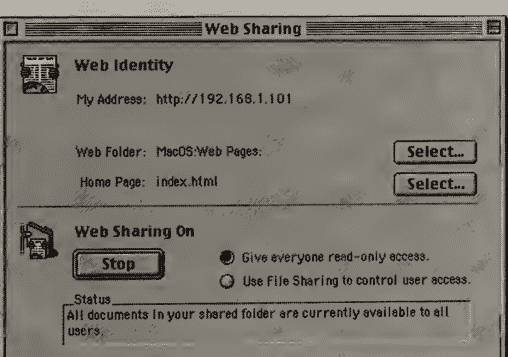 Web Sharing
Web Identity
My Address: http://192.168.1.101
Web Folder: MacOS:Web Pages:
Select...
Home Page: index.html
Select...
Web Sharing On
Stop
Give everyone read-only access.
Use File Sharing to control user access.
Status
All documents in your shared folder are currently available to all
users.